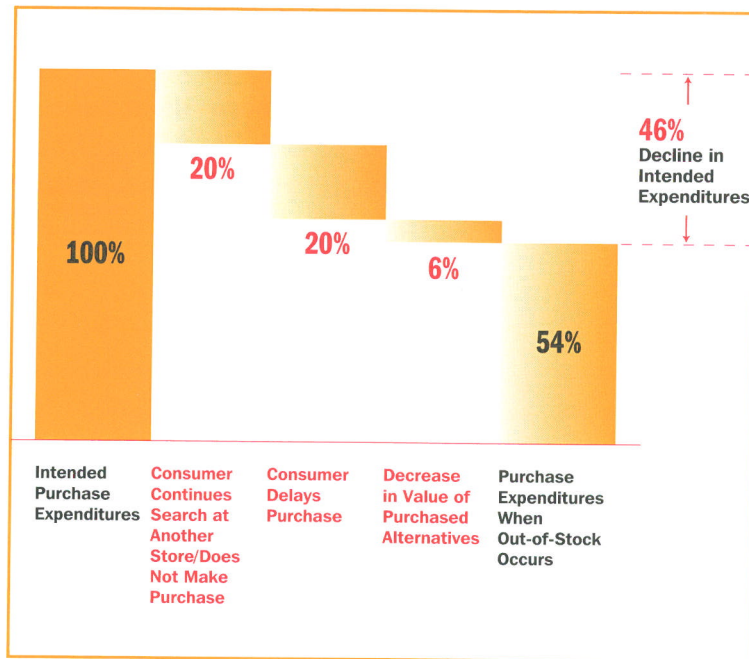 46%
Decline in
Intended
Expenditures
20%
100%
20%
6%
54%
Intended
Purchase
Expenditures
Consumer
Continues
Search at
Another
Store/Does
Not Make
Purchase
Consumer
Delays
Purchase
Decrease
in Value of
Purchased
Alternatives
Purchase
Expenditures
When
Out-of-Stock
Occurs